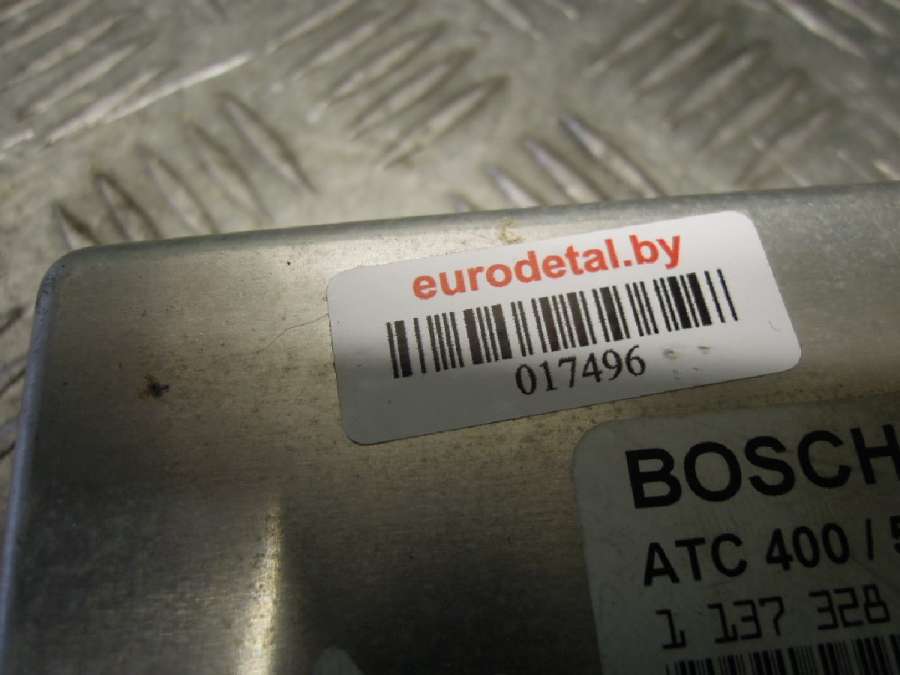 eurodetal.by
017496
BOSCH
ATC 400 / 5
1 137 328